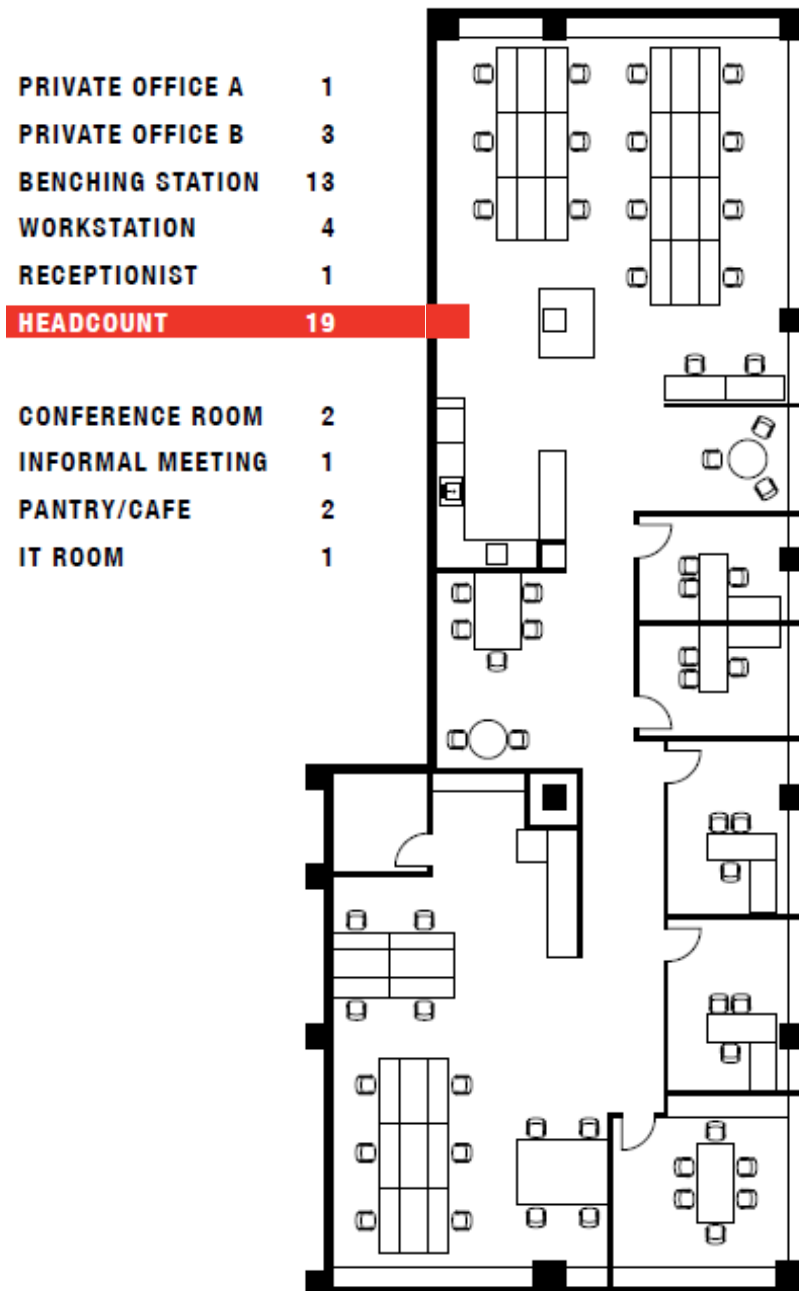 PRIVATE OFFICE A 1
PRIVATE OFFICE B 3
BENCHING STATION 13
WORKSTATION 4
RECEPTIONIST 1
HEADCOUNT 19
CONFERENCE ROOM 2
INFORMAL MEETING 1
PANTRY/CAFE 2
IT ROOM 1